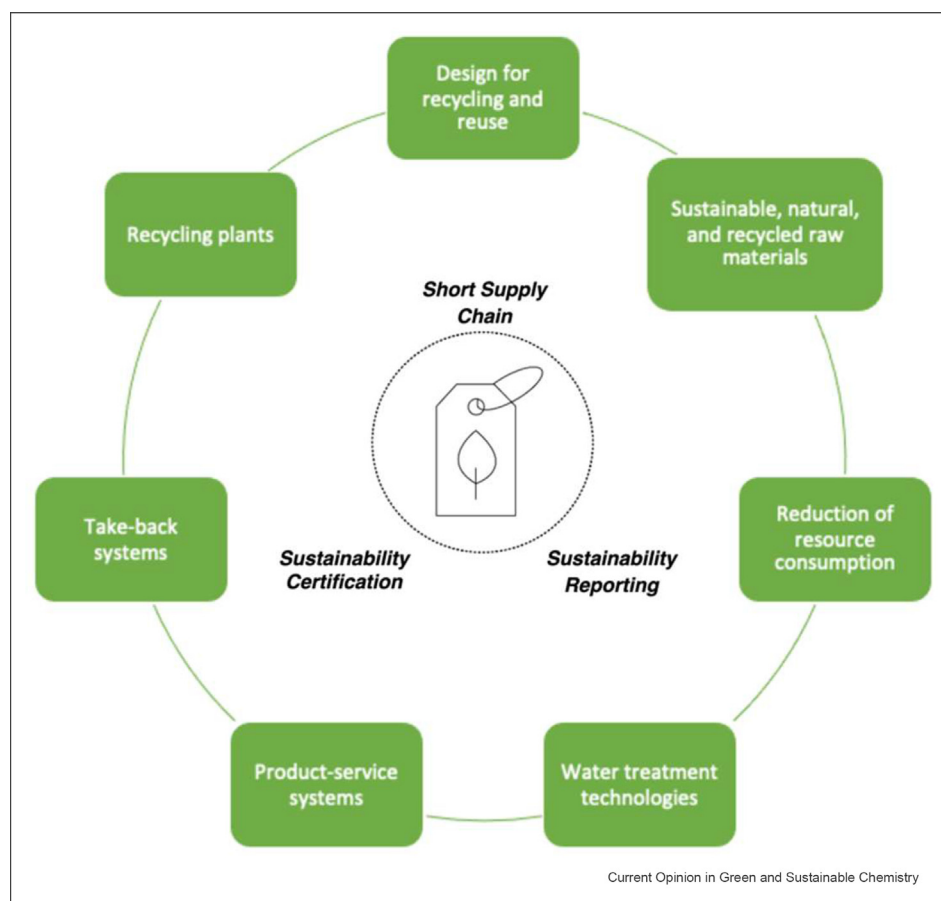 Design for
recycling and
reuse
Sustainable, natural,
and recycled raw
materials
Recycling plants
Short Supply
Chain
Take-back
systems
Reduction of
resource
consumption
Sustainability
Certification
Sustainability
Reporting
Product-service
systems
Water treatment
technologies
Current Opinion in Green and Sustainable Chemistry